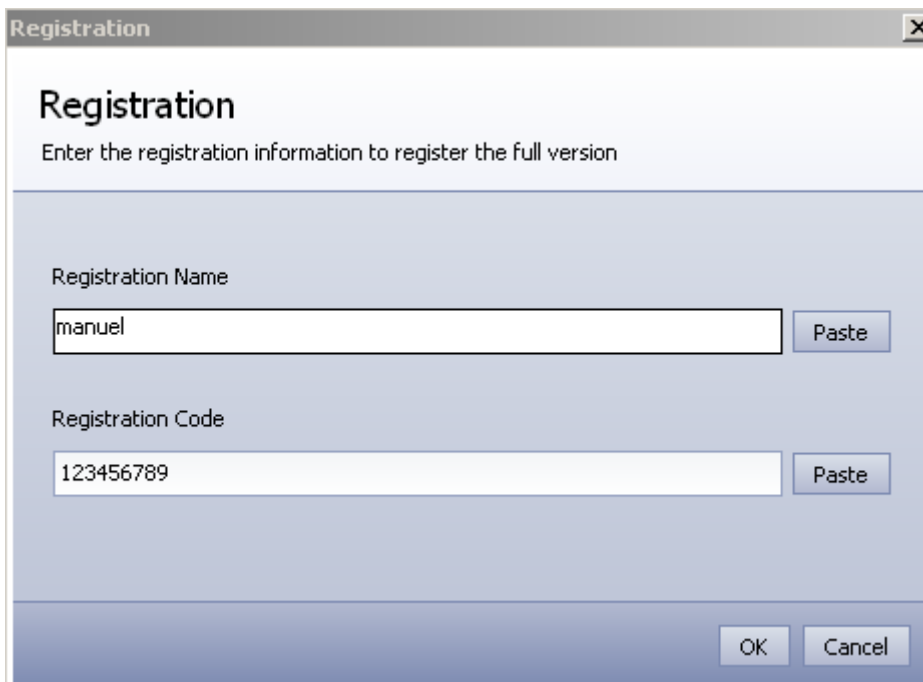 Registration
Registration
Enter the registration information to register the full version
Registration Name
manuel
Paste
Registration Code
123456789
Paste
OK
Cancel